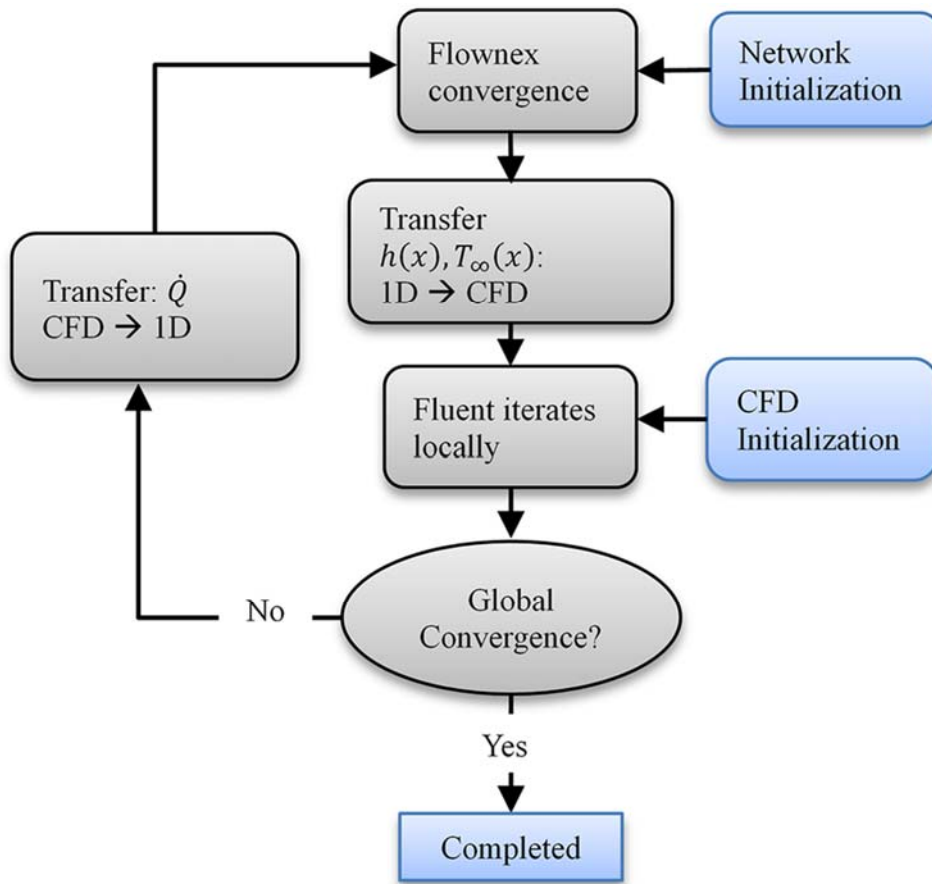 Flownex
convergence
Network
Initialization
Transfer
h(x), T∞(x):
1D → CFD
Transfer: Q̇
CFD → 1D
Fluent iterates
locally
CFD
Initialization
Global
Convergence?
No
Yes
Completed